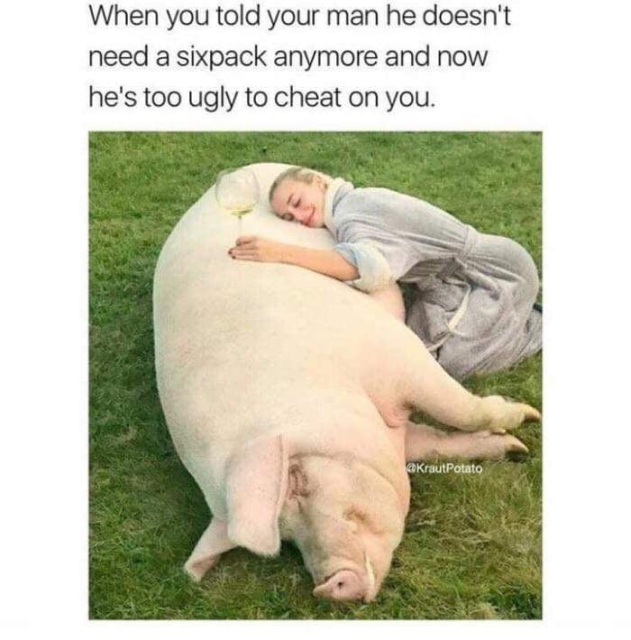 When you told your man he doesn't
need a sixpack anymore and now
he's too ugly to cheat on you.
@KrautPotato